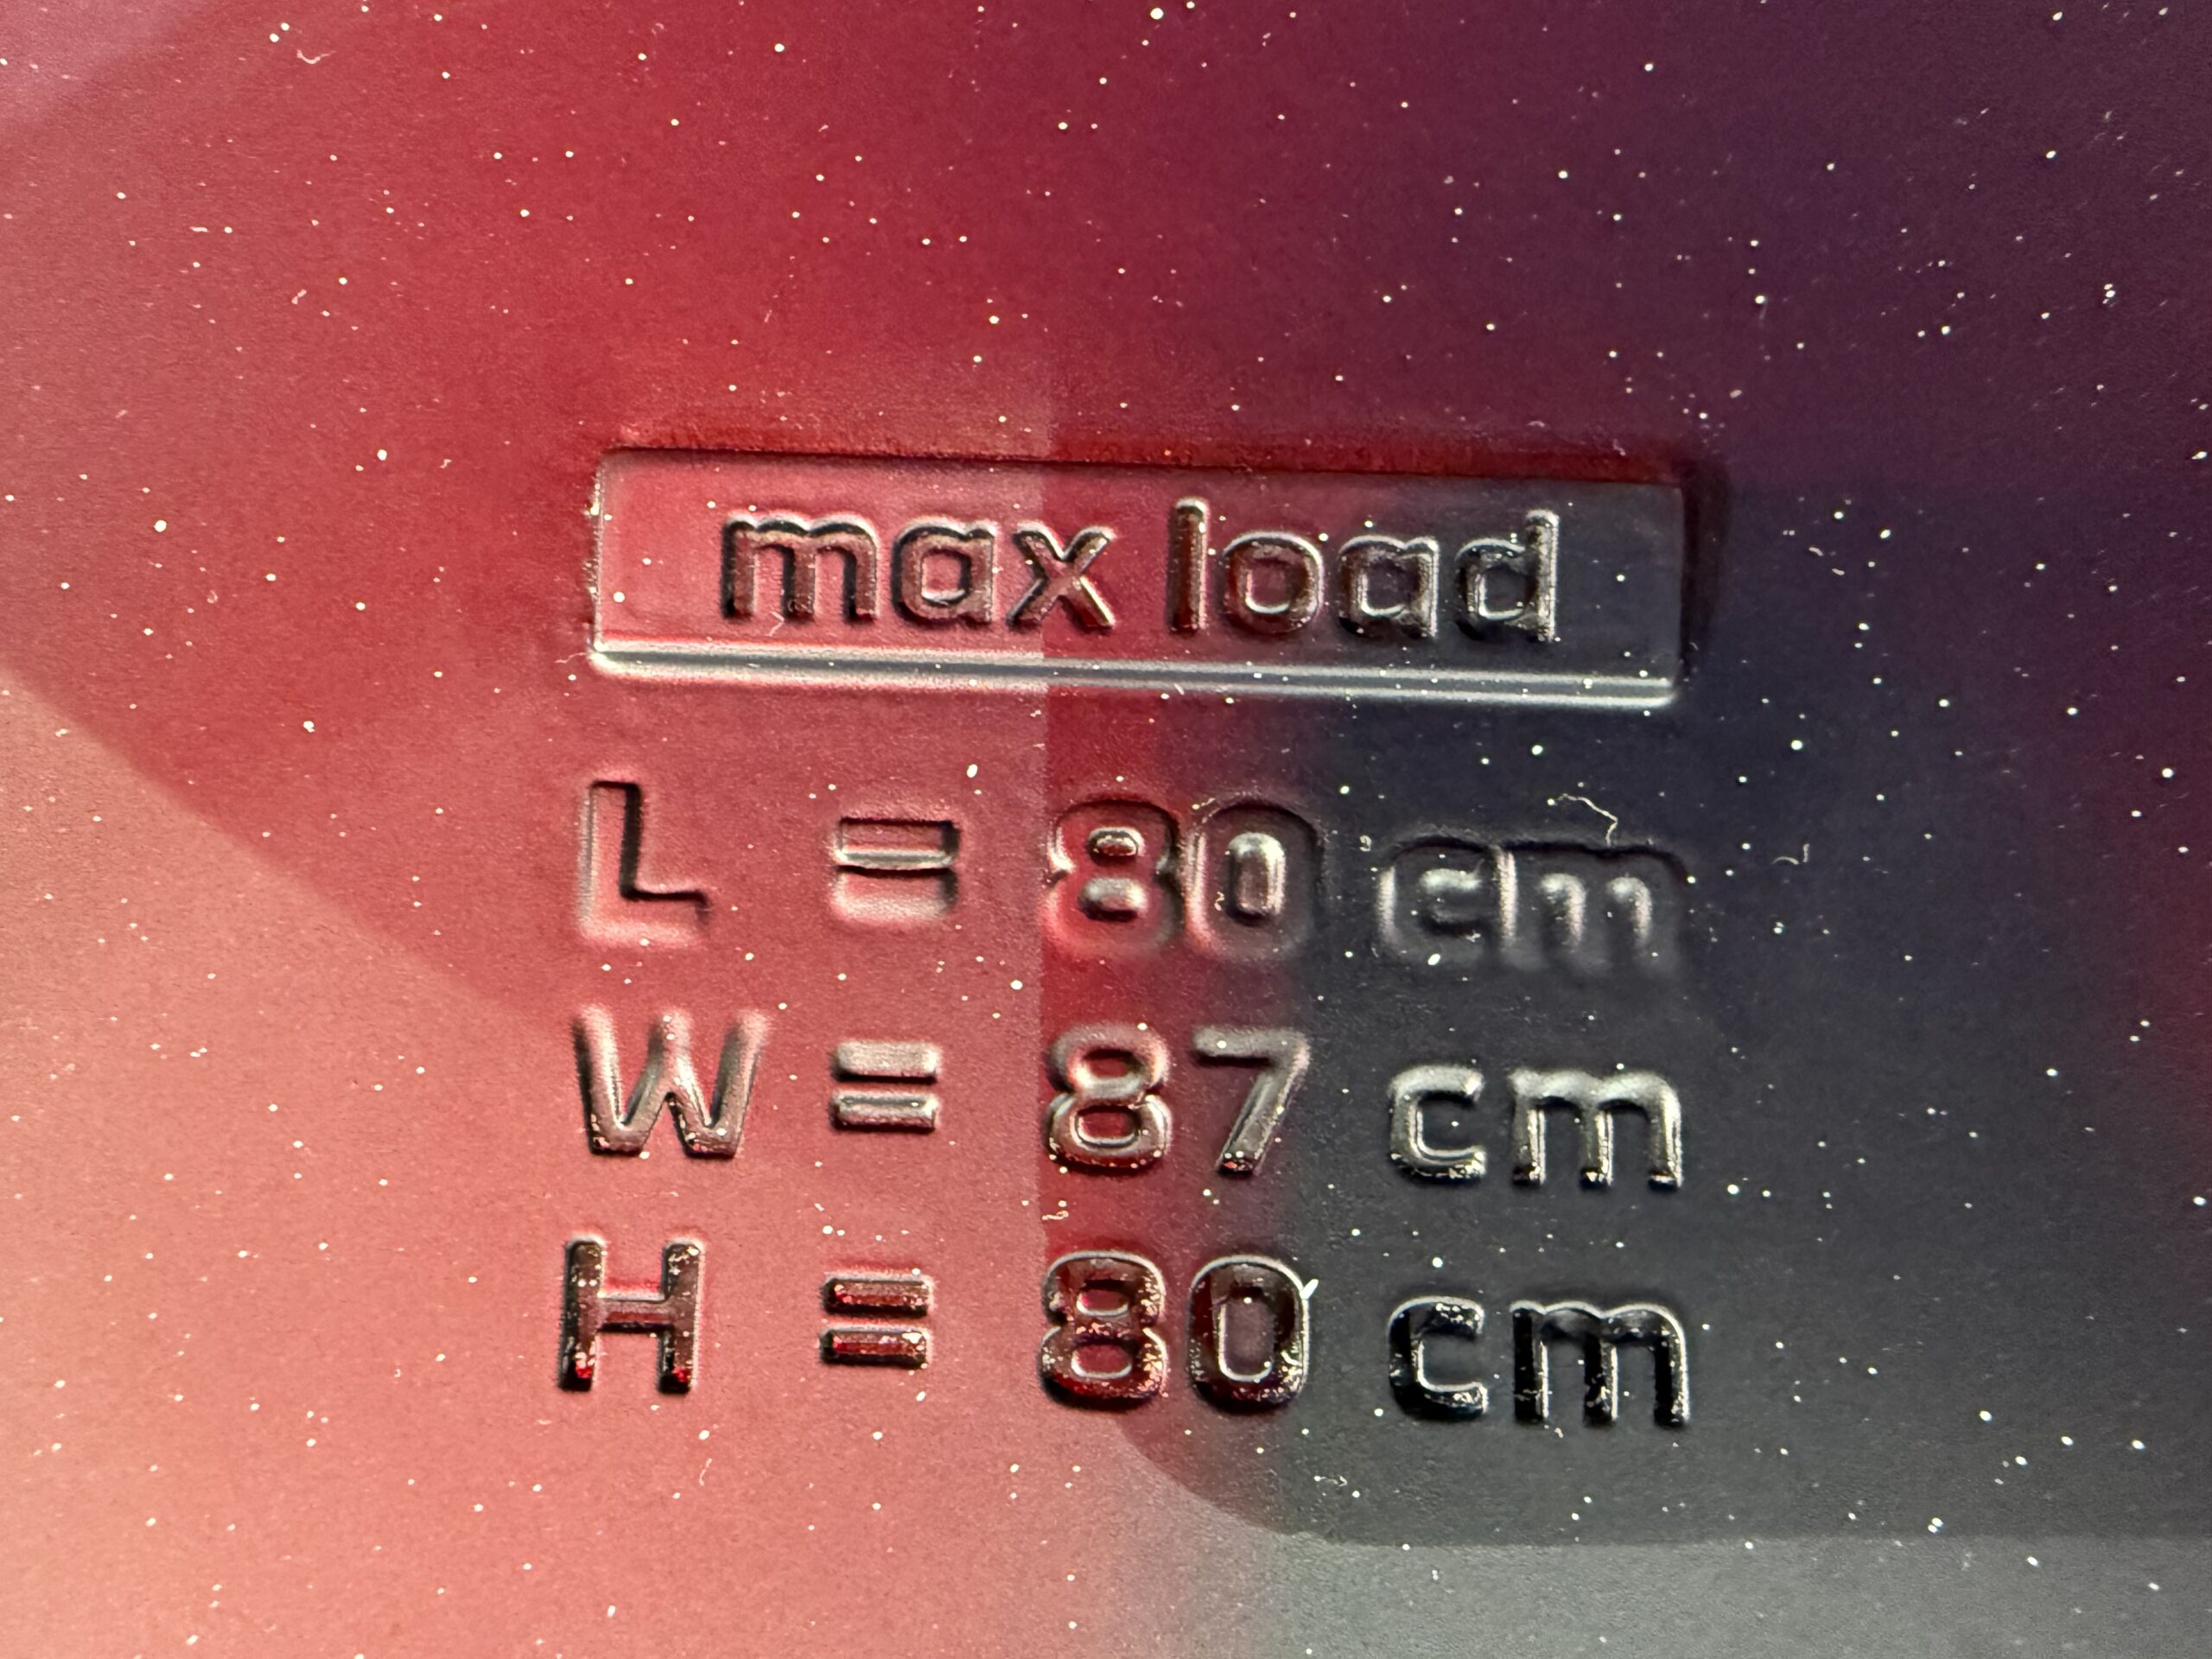 max load
L = 80 cm
W = 87 cm
H = 80 cm